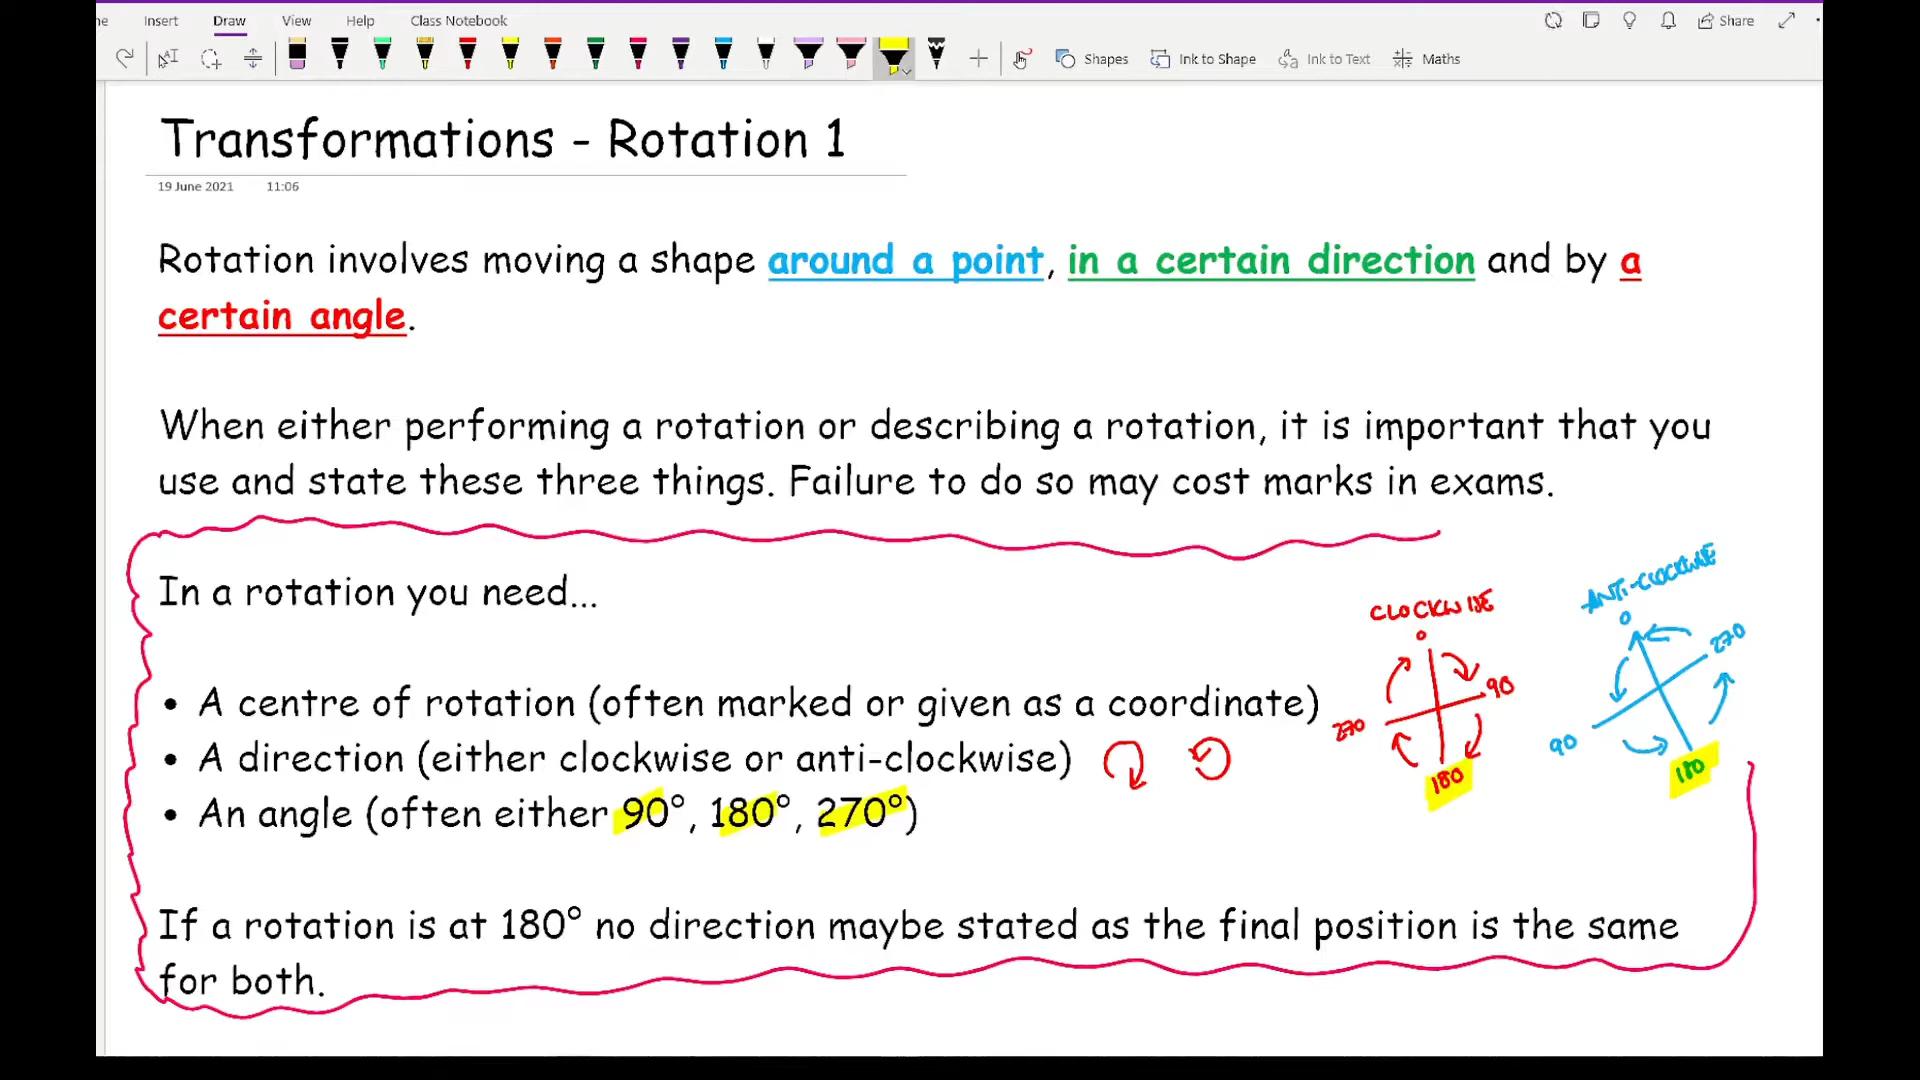 Insert Draw View Help Class Notebook Share
Shapes Ink to Shape Ink to Text Maths
Transformations - Rotation 1
19 June 2021 11:06
Rotation involves moving a shape around a point, in a certain direction and by a
certain angle.
When either performing a rotation or describing a rotation, it is important that you
use and state these three things. Failure to do so may cost marks in exams.
In a rotation you need...
• A centre of rotation (often marked or given as a coordinate)
• A direction (either clockwise or anti-clockwise)
• An angle (often either 90°, 180°, 270°)
If a rotation is at 180° no direction maybe stated as the final position is the same
for both.
CLOCKWISE
0
90
270
180
ANTI-CLOCKWISE
0
270
90
180